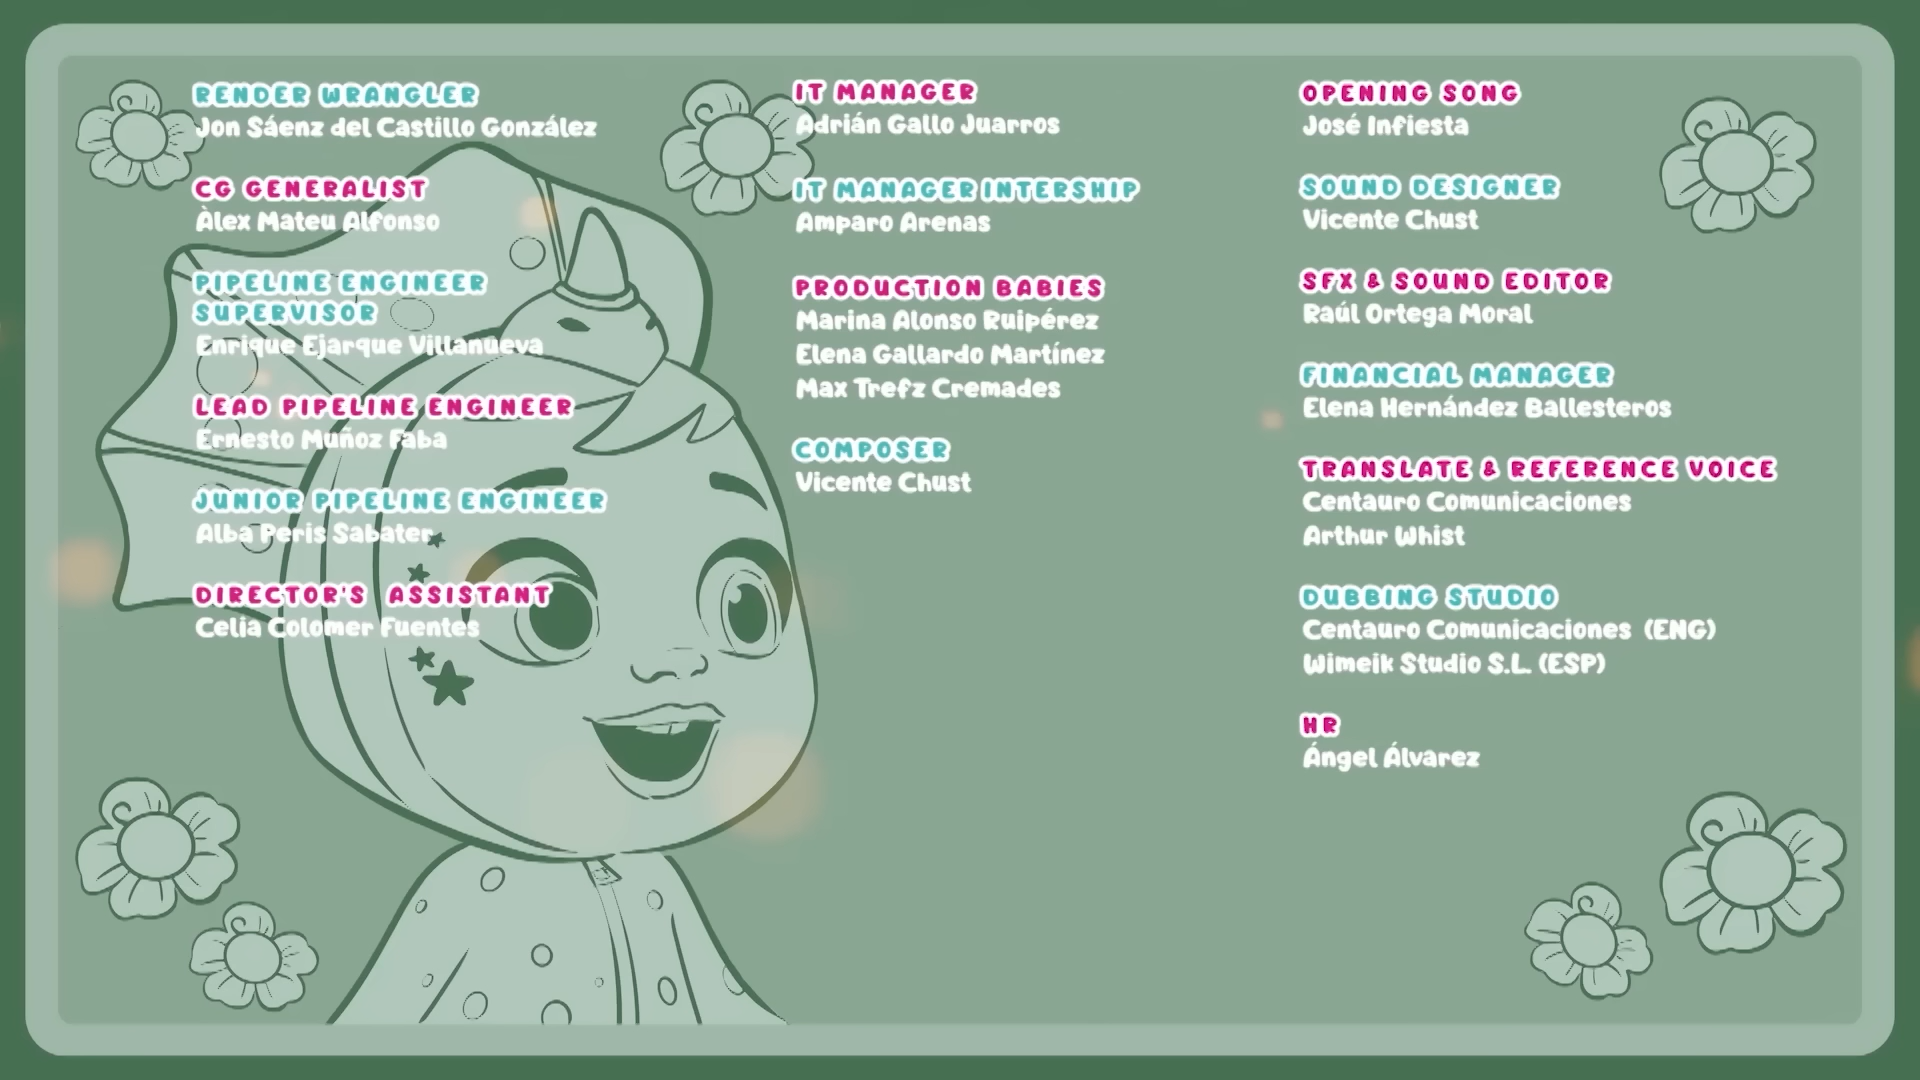 RENDER WRANGLER
Jon Sáenz del Castillo González
CG GENERALIST
Àlex Mateu Alfonso
PIPELINE ENGINEER
SUPERVISOR
Enrique Ejarque Villanueva
LEAD PIPELINE ENGINEER
Ernesto Muñoz Faba
JUNIOR PIPELINE ENGINEER
Alba Peris Sabater
DIRECTOR'S ASSISTANT
Celia Colomer Fuentes
IT MANAGER
Adrián Gallo Juarros
IT MANAGER INTERSHIP
Amparo Arenas
PRODUCTION BABIES
Marina Alonso Ruipérez
Elena Gallardo Martínez
Max Trefz Cremades
COMPOSER
Vicente Chust
OPENING SONG
José Infiesta
SOUND DESIGNER
Vicente Chust
SFX & SOUND EDITOR
Raúl Ortega Moral
FINANCIAL MANAGER
Elena Hernández Ballesteros
TRANSLATE & REFERENCE VOICE
Centauro Comunicaciones
Arthur Whist
DUBBING STUDIO
Centauro Comunicaciones (ENG)
Wimeik Studio S.L. (ESP)
HR
Ángel Álvarez